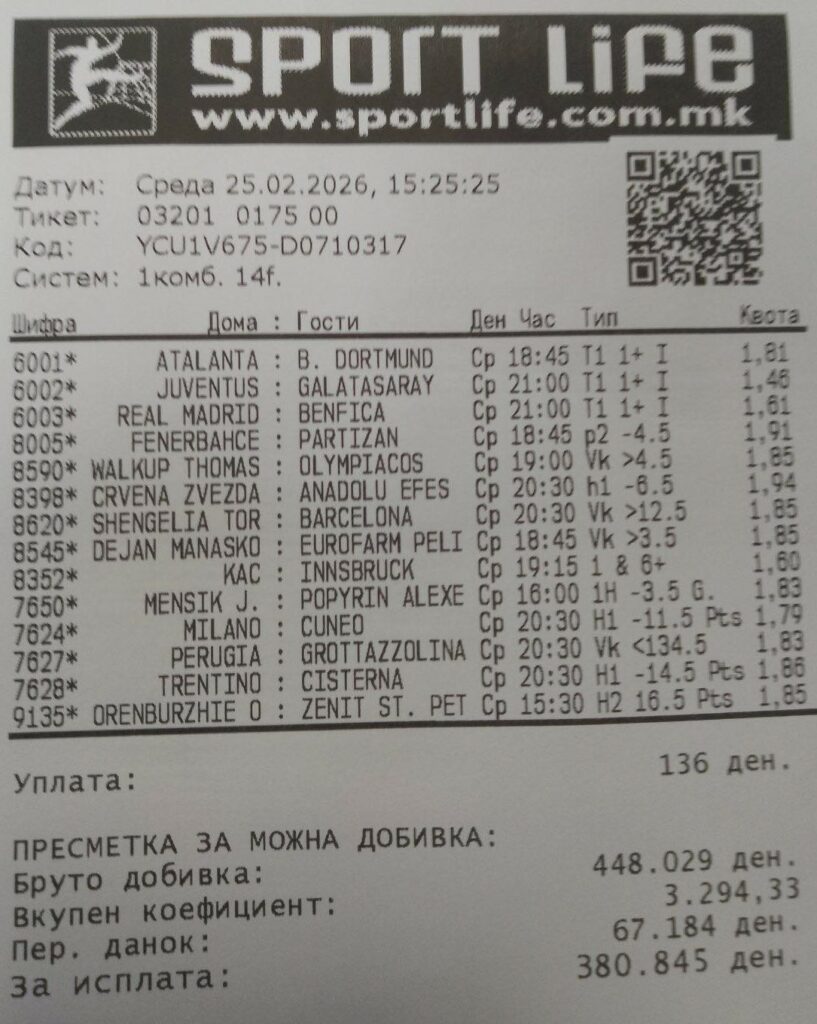 SPORT LiFe
www.sportlife.com.mk
Датум: Среда 25.02.2026, 15:25:25
Тикет: 03201 0175 00
Код: YCU1V675-D0710317
Систем: 1комб. 14f.
Шифра Дома : Гости Ден Час Тип Квота
6001* ATALANTA : B. DORTMUND Ср 18:45 T1 1+ I 1,81
6002* JUVENTUS : GALATASARAY Ср 21:00 T1 1+ I 1,46
6003* REAL MADRID : BENFICA Ср 21:00 T1 1+ I 1,61
8005* FENERBAHCE : PARTIZAN Ср 18:45 p2 -4.5 1,91
8590* WALKUP THOMAS : OLYMPIACOS Ср 19:00 Vk >4.5 1,85
8398* CRVENA ZVEZDA : ANADOLU EFES Ср 20:30 h1 -6.5 1,94
8620* SHENGELIA TOR : BARCELONA Ср 20:30 Vk >12.5 1,85
8545* DEJAN MANASKO : EUROFARM PELI Ср 18:45 Vk >3.5 1,85
8352* KAC : INNSBRUCK Ср 19:15 1 & 6+ 1,60
7650* MENSIK J. : POPYRIN ALEXE Ср 16:00 1H -3.5 G. 1,83
7624* MILANO : CUNEO Ср 20:30 H1 -11.5 Pts 1,79
7627* PERUGIA : GROTTAZZOLINA Ср 20:30 Vk <134.5 1,83
7628* TRENTINO : CISTERNA Ср 20:30 H1 -14.5 Pts 1,86
9135* ORENBURZHIE O : ZENIT ST. PET Ср 15:30 H2 16.5 Pts 1,85
Уплата: 136 ден.
ПРЕСМЕТКА ЗА МОЖНА ДОБИВКА:
Бруто добивка: 448.029 ден.
Вкупен коефициент: 3.294,33
Пер. данок: 67.184 ден.
За исплата: 380.845 ден.